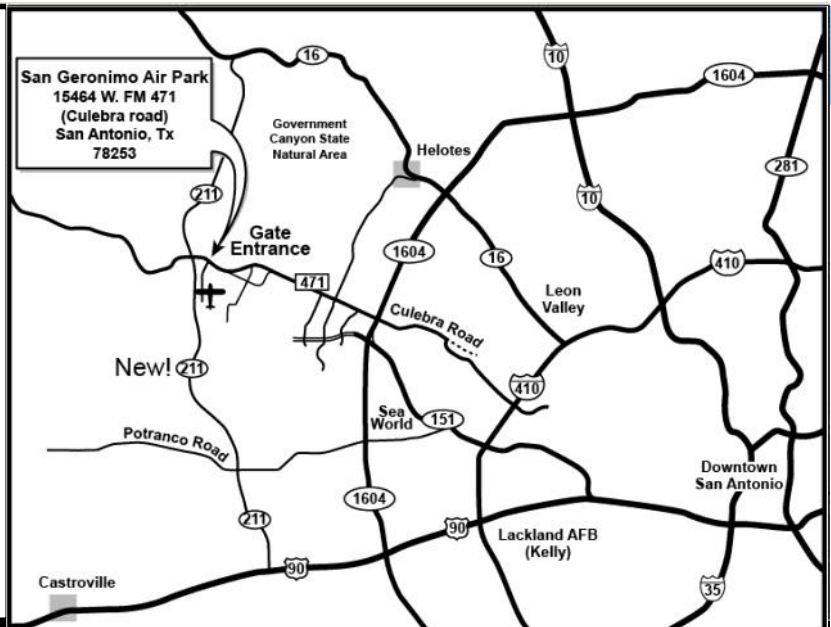 San Geronimo Air Park
15464 W. FM 471
(Culebra road)
San Antonio, Tx
78253
16
10
1604
Government
Canyon State
Natural Area
Helotes
281
211
10
Gate
Entrance
1604
16
410
471
Leon
Valley
Culebra Road
New!
211
410
Sea
World
151
Potranco Road
Downtown
San Antonio
1604
211
90
Lackland AFB
(Kelly)
90
Castroville
35